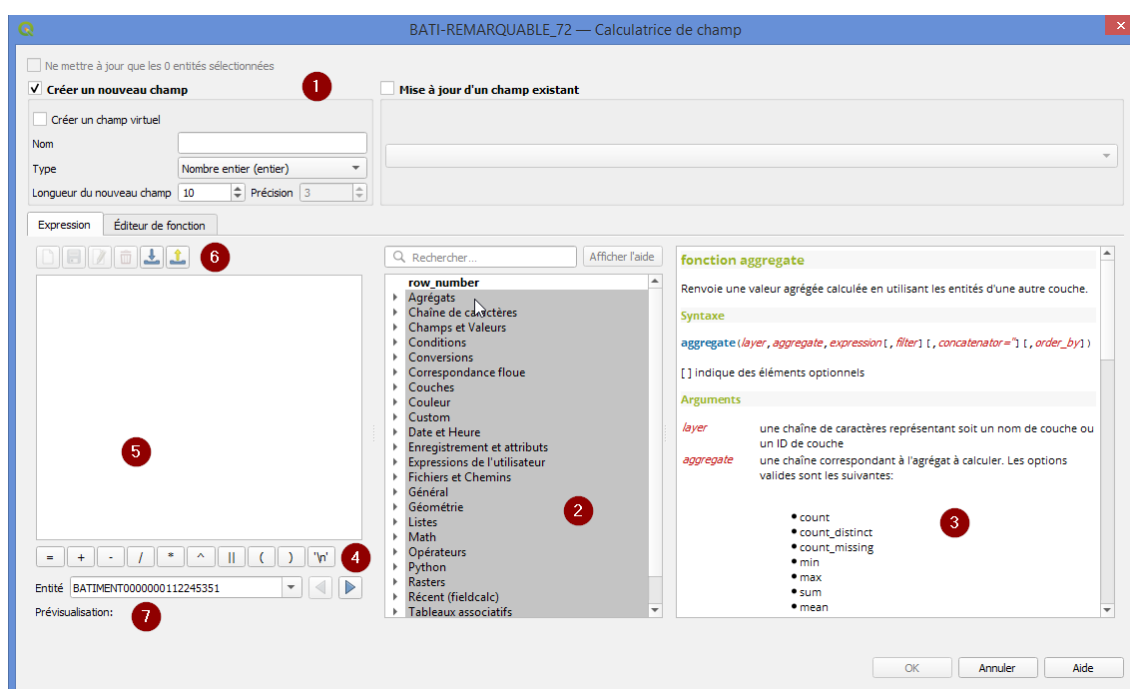 BATI-REMARQUABLE_72 — Calculatrice de champ
Ne mettre à jour que les 0 entités sélectionnées
Créer un nouveau champ
1
Mise à jour d'un champ existant
Créer un champ virtuel
Nom
Type Nombre entier (entier)
Longueur du nouveau champ 10 Précision 3
Expression Éditeur de fonction
6
Rechercher... Afficher l'aide
row_number
Agrégats
Chaîne de caractères
Champs et Valeurs
Conditions
Conversions
Correspondance floue
Couches
Couleur
Custom
Date et Heure
Enregistrement et attributs
Expressions de l'utilisateur
Fichiers et Chemins
Général
Géométrie
Listes
Math
Opérateurs
Python
Rasters
Récent (fieldcalc)
Tableaux associatifs
2
fonction aggregate
Renvoie une valeur agrégée calculée en utilisant les entités d'une autre couche.
Syntaxe
aggregate(layer,aggregate,expression[,filter][,concatenator=''][,order_by])
[ ] indique des éléments optionnels
Arguments
layer une chaîne de caractères représentant soit un nom de couche ou
un ID de couche
aggregate une chaîne correspondant à l'agrégat à calculer. Les options
valides sont les suivantes:
• count
• count_distinct
• count_missing
• min
• max
• sum
• mean
3
5
= + - / * ^ || ( ) '\n' 4
Entité BATIMENT0000000112245351
Prévisualisation: 7
OK Annuler Aide